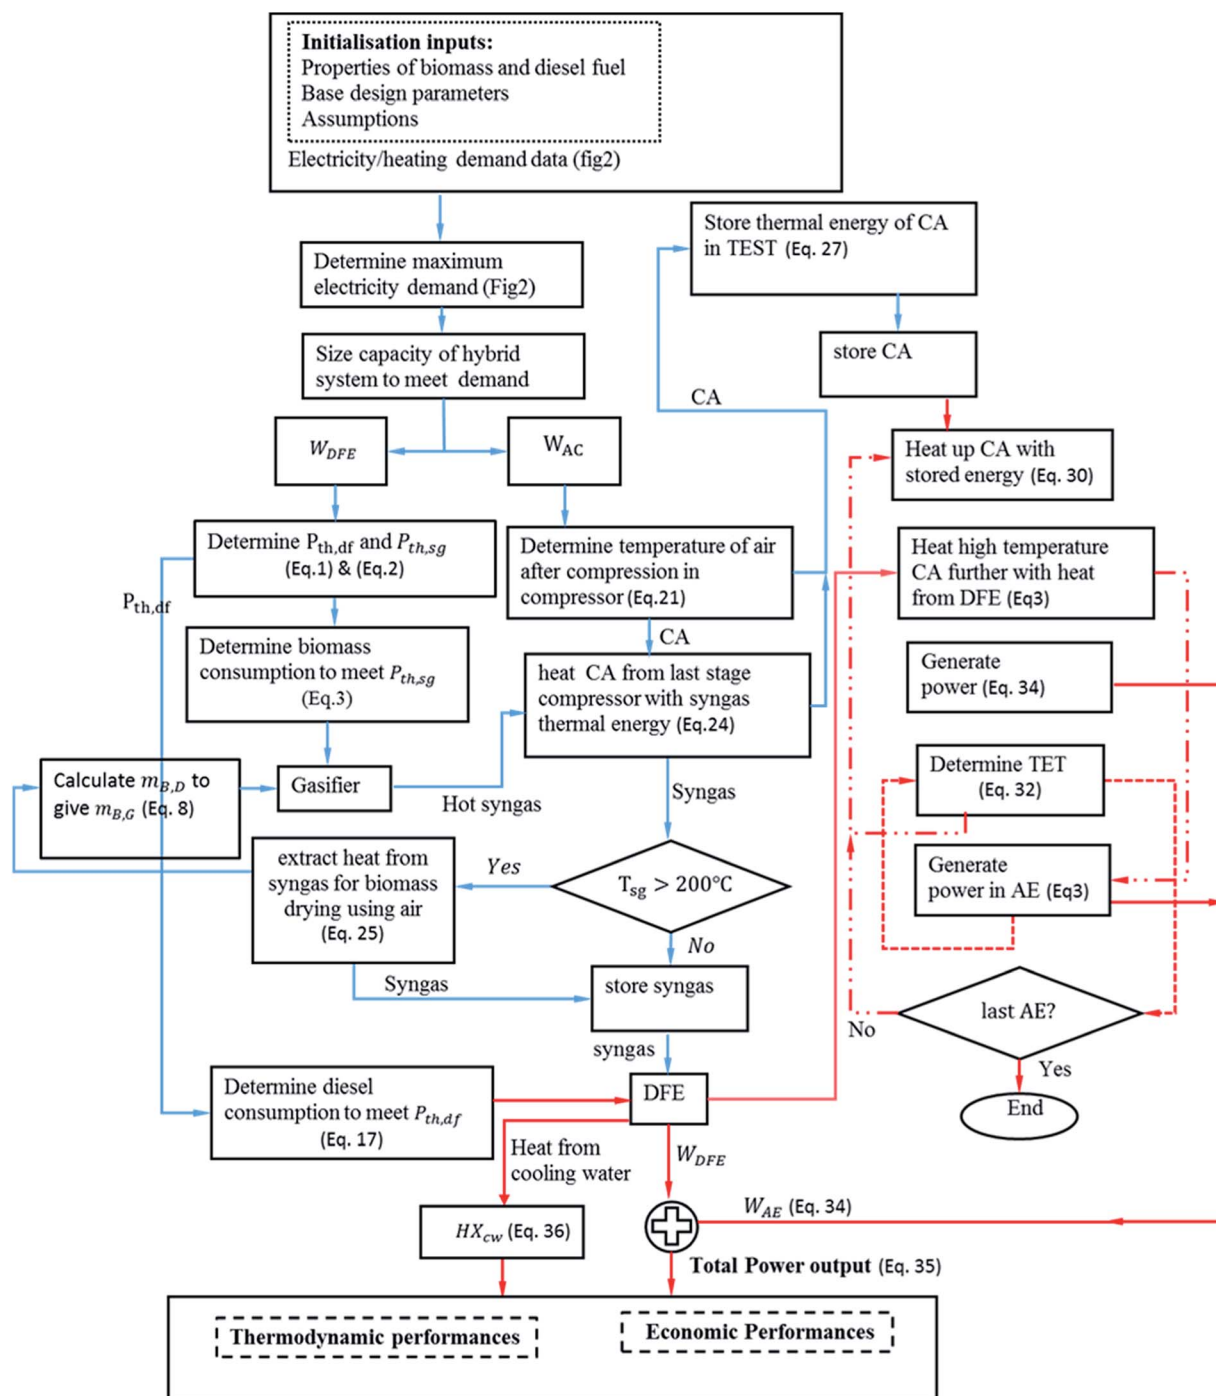 Initialisation inputs:
Properties of biomass and diesel fuel
Base design parameters
Assumptions
Electricity/heating demand data (fig2)
Store thermal energy of CA
in TEST (Eq. 27)
Determine maximum
electricity demand (Fig2)
store CA
Size capacity of hybrid
system to meet demand
CA
W_DFE
W_AC
Heat up CA with
stored energy (Eq. 30)
Determine P_th,df and P_th,sg
(Eq.1) & (Eq.2)
Determine temperature of air
after compression in
compressor (Eq.21)
Heat high temperature
CA further with heat
from DFE (Eq3)
P_th,df
CA
Determine biomass
consumption to meet P_th,sg
(Eq.3)
heat CA from last stage
compressor with syngas
thermal energy (Eq.24)
Generate
power (Eq. 34)
Calculate m_B,D to
give m_B,G (Eq. 8)
Gasifier
Hot syngas
Syngas
Determine TET
(Eq. 32)
extract heat from
syngas for biomass
drying using air
(Eq. 25)
Yes
T_sg > 200°C
Generate
power in AE (Eq3)
No
Syngas
store syngas
last AE?
No
Yes
syngas
End
Determine diesel
consumption to meet P_th,df
(Eq. 17)
DFE
Heat from
cooling water
W_DFE
HX_cw (Eq. 36)
W_AE (Eq. 34)
Total Power output (Eq. 35)
Thermodynamic performances
Economic Performances